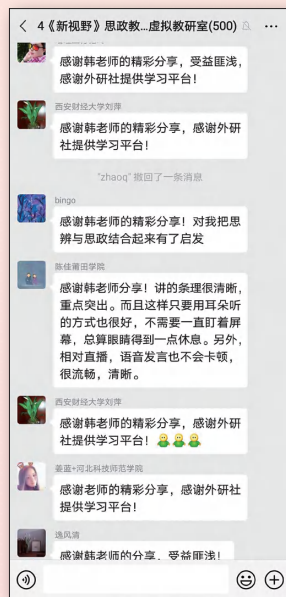 4《新视野》思政教...虚拟教研室(500)
感谢韩老师的精彩分享，受益匪浅，
感谢外研社提供学习平台！
西安财经大学刘萍
感谢韩老师的精彩分享，感谢外研
社提供学习平台！
"zhaoq" 撤回了一条消息
bingo
感谢韩老师的精彩分享！对我把思
辨与思政结合起来有了启发
陈佳莆田学院
感谢韩老师分享！讲的条理很清晰，
重点突出。而且这样只要用耳朵听
的方式也很好，不需要一直盯着屏
幕，总算眼睛得到一点休息。另外，
相对直播，语音发言也不会卡顿，
很流畅，清晰。
西安财经大学刘萍
感谢韩老师的精彩分享，感谢外研
社提供学习平台！
姜蓝+河北科技师范学院
感谢老师的精彩分享，感谢外研社
提供学习平台！
逸风清
感谢韩老师的分享，受益匪浅！